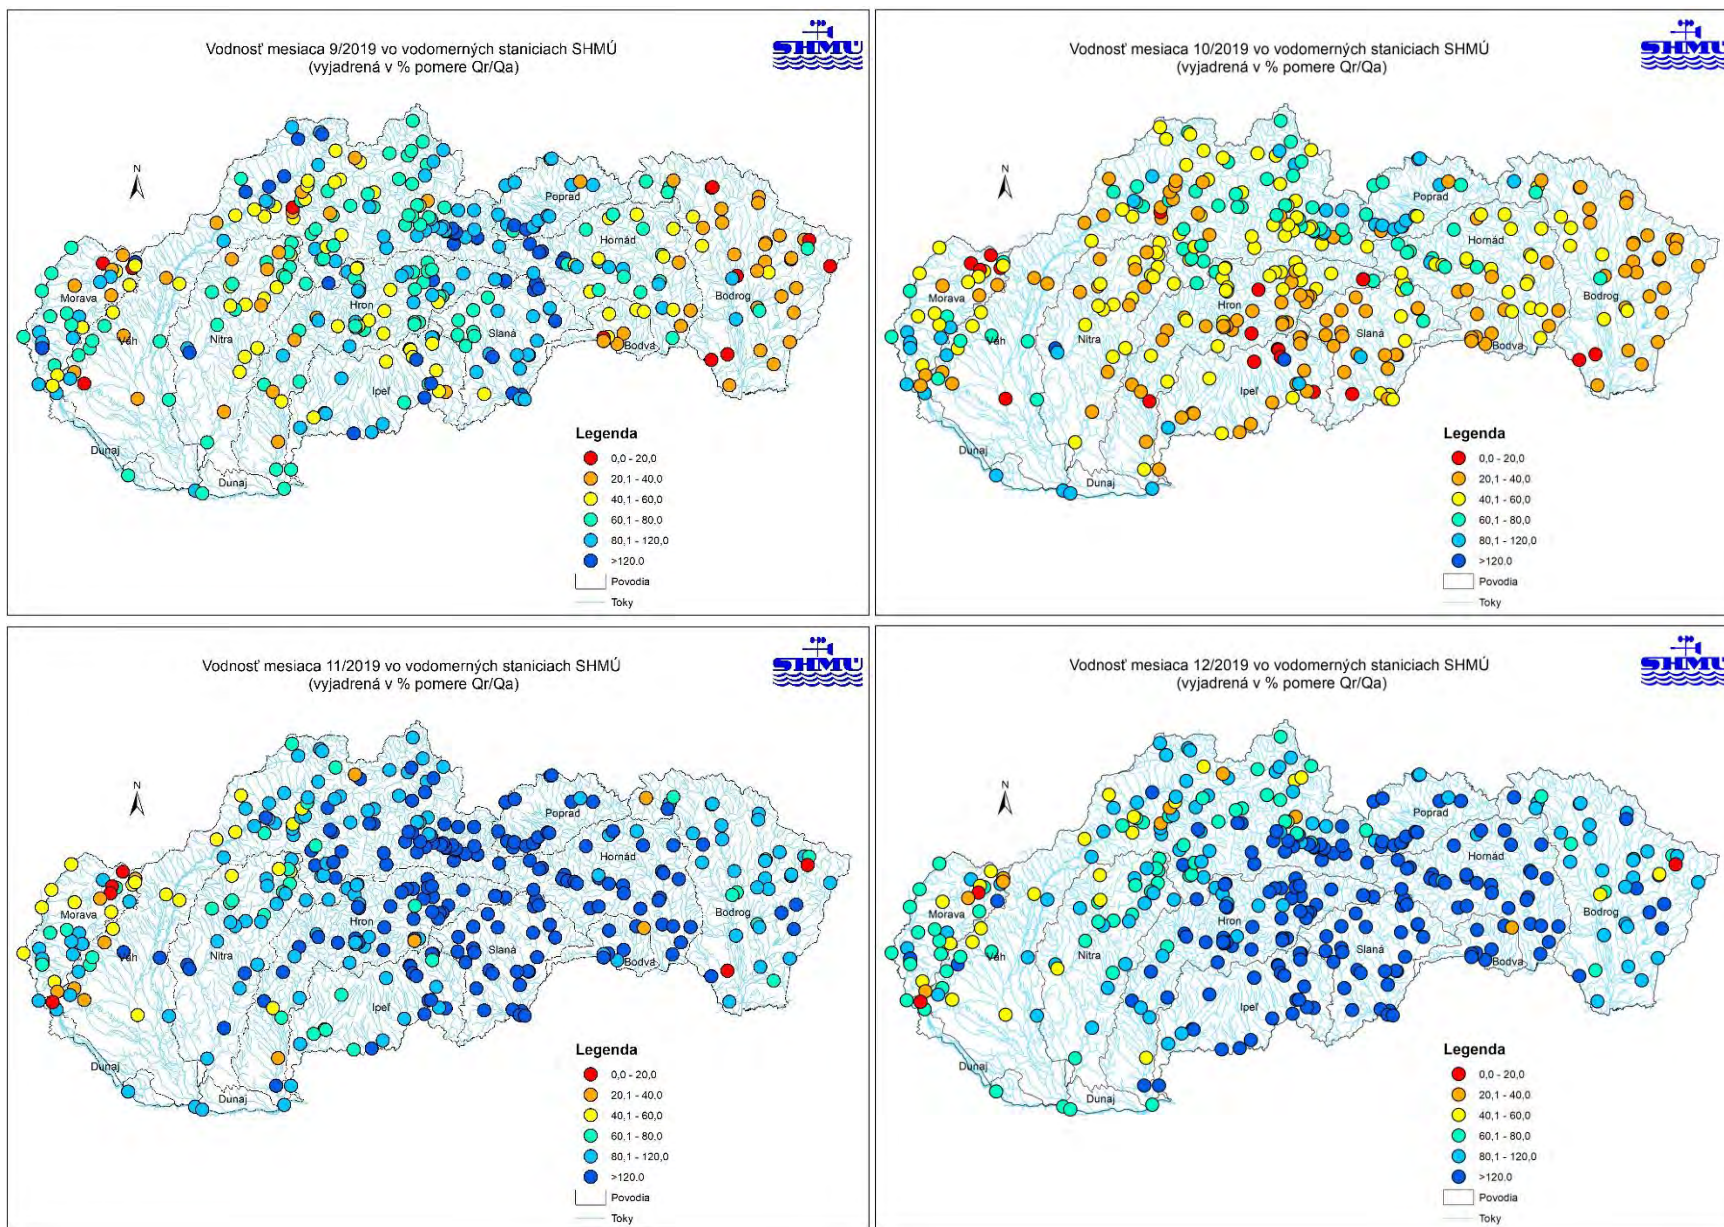 Vodnosť mesiaca 9/2019 vo vodomerných staniciach SHMÚ
(vyjadrená v % pomere Qr/Qa)
SHMÚ
N
Poprad
Hornád
Morava
Hron
Bodrog
Váh
Nitra
Slaná
Bodva
Ipeľ
Dunaj
Dunaj
Legenda
0,0 - 20,0
20,1 - 40,0
40,1 - 60,0
60,1 - 80,0
80,1 - 120,0
>120.0
Povodia
Toky
Vodnosť mesiaca 10/2019 vo vodomerných staniciach SHMÚ
(vyjadrená v % pomere Qr/Qa)
SHMÚ
N
Poprad
Hornád
Morava
Hron
Bodrog
Váh
Nitra
Slaná
Bodva
Ipeľ
Dunaj
Dunaj
Legenda
0,0 - 20,0
20,1 - 40,0
40,1 - 60,0
60,1 - 80,0
80,1 - 120,0
>120.0
Povodia
Toky
Vodnosť mesiaca 11/2019 vo vodomerných staniciach SHMÚ
(vyjadrená v % pomere Qr/Qa)
SHMÚ
N
Poprad
Hornád
Morava
Hron
Bodrog
Váh
Nitra
Slaná
Bodva
Ipeľ
Dunaj
Dunaj
Legenda
0,0 - 20,0
20,1 - 40,0
40,1 - 60,0
60,1 - 80,0
80,1 - 120,0
>120.0
Povodia
Toky
Vodnosť mesiaca 12/2019 vo vodomerných staniciach SHMÚ
(vyjadrená v % pomere Qr/Qa)
SHMÚ
N
Poprad
Hornád
Morava
Hron
Bodrog
Váh
Nitra
Slaná
Bodva
Ipeľ
Dunaj
Dunaj
Legenda
0,0 - 20,0
20,1 - 40,0
40,1 - 60,0
60,1 - 80,0
80,1 - 120,0
>120.0
Povodia
Toky